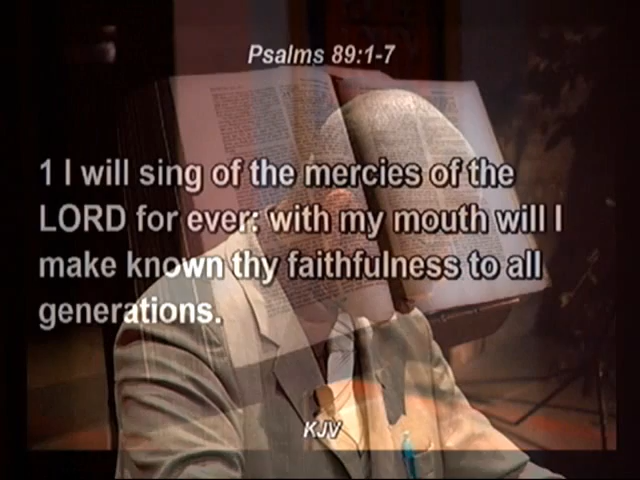 Psalms 89:1-7
1 I will sing of the mercies of the
LORD for ever: with my mouth will I
make known thy faithfulness to all
generations.
KJV